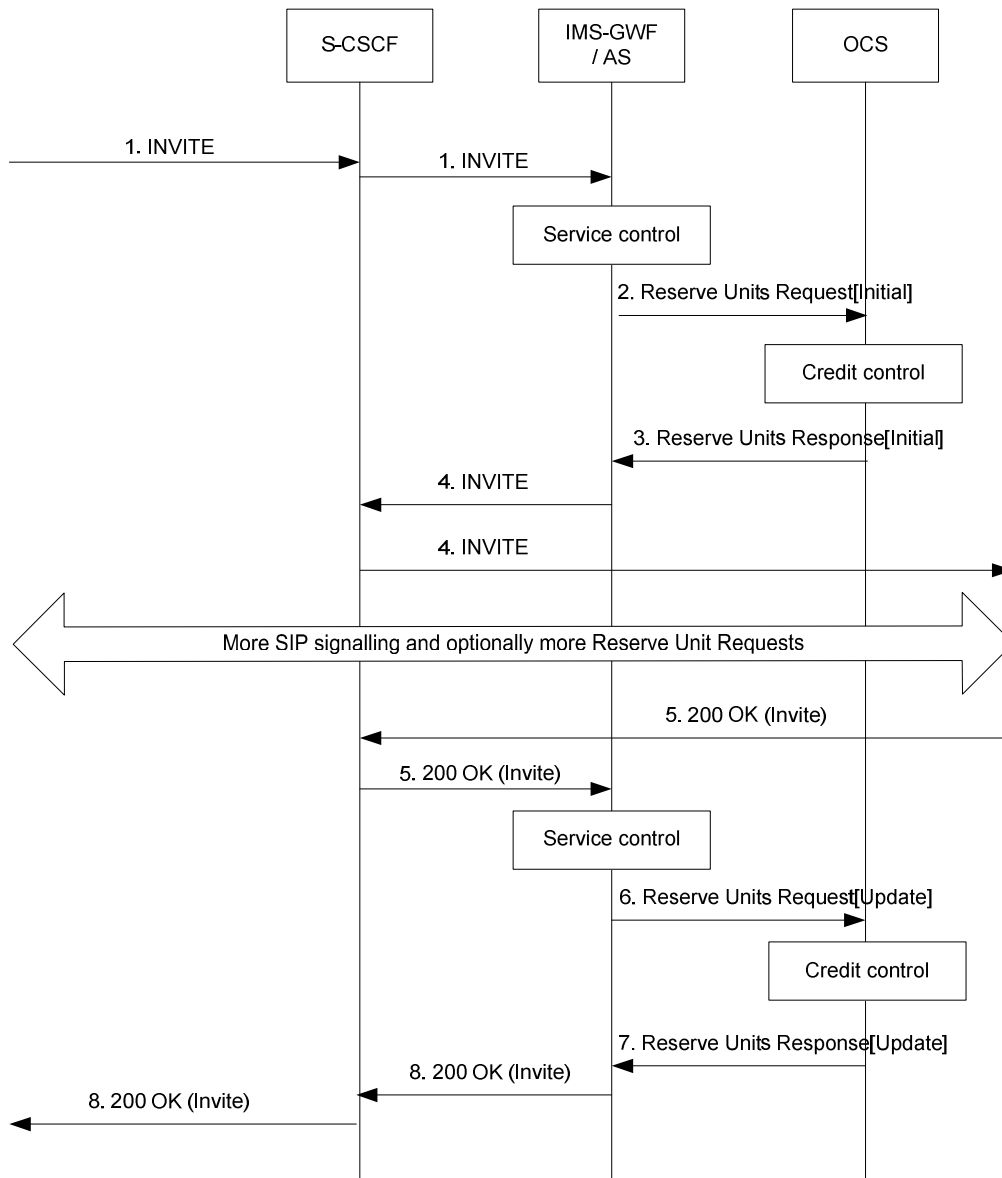 S-CSCF
IMS-GWF
/ AS
OCS
1. INVITE
1. INVITE
Service control
2. Reserve Units Request[Initial]
Credit control
3. Reserve Units Response[Initial]
4. INVITE
4. INVITE
More SIP signalling and optionally more Reserve Unit Requests
5. 200 OK (Invite)
5. 200 OK (Invite)
Service control
6. Reserve Units Request[Update]
Credit control
7. Reserve Units Response[Update]
8. 200 OK (Invite)
8. 200 OK (Invite)